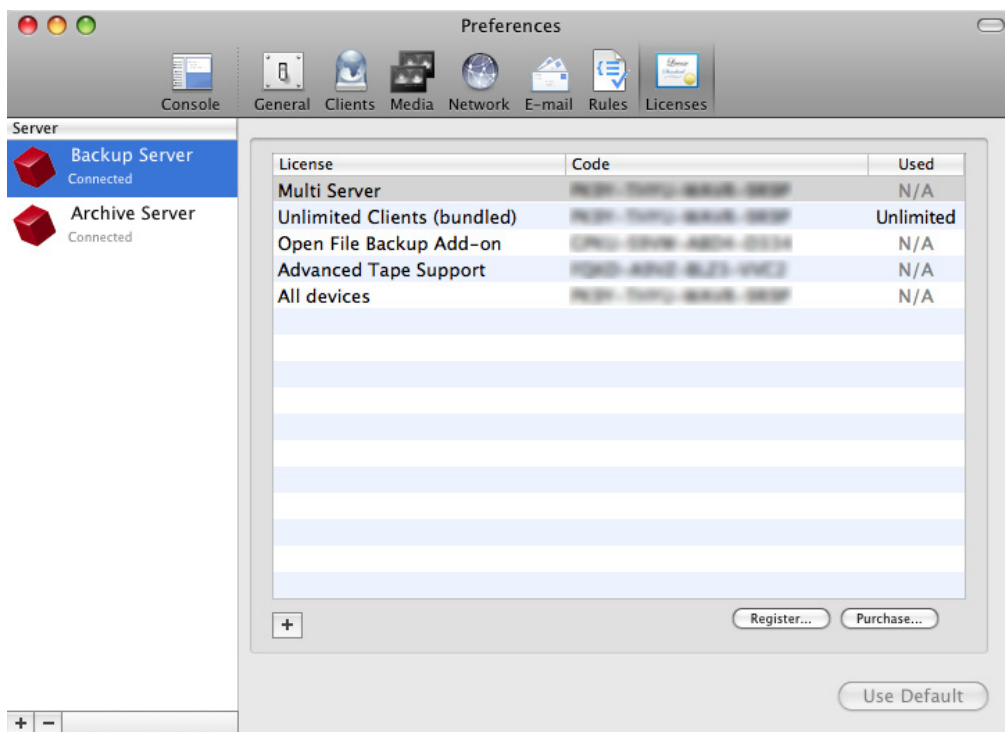 Preferences
Console General Clients Media Network E-mail Rules Licenses
Server
Backup Server
Connected
Archive Server
Connected
License Code Used
Multi Server N/A
Unlimited Clients (bundled) Unlimited
Open File Backup Add-on N/A
Advanced Tape Support N/A
All devices N/A
+
Register... Purchase...
Use Default
+ −